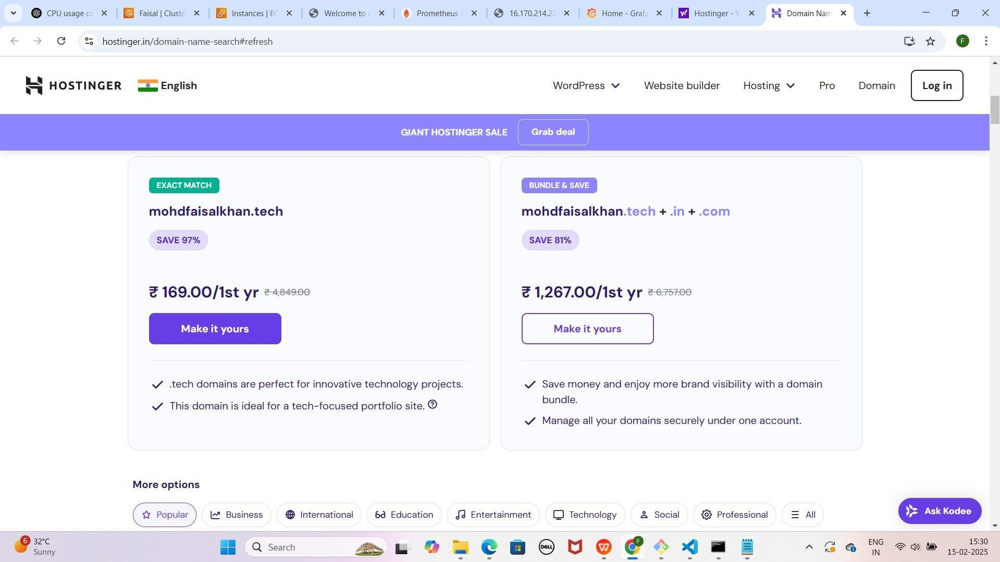 CPU usage ca
Faisal | Cluste
Instances | EC
Welcome to n
Prometheus T
16.170.214.22
Home - Grafa
Hostinger - Ya
Domain Nam
hostinger.in/domain-name-search#refresh
F
HOSTINGER
English
WordPress
Website builder
Hosting
Pro
Domain
Log in
GIANT HOSTINGER SALE
Grab deal
EXACT MATCH
mohdfaisalkhan.tech
SAVE 97%
₹ 169.00/1st yr ₹ 4,849.00
Make it yours
.tech domains are perfect for innovative technology projects.
This domain is ideal for a tech-focused portfolio site.
BUNDLE & SAVE
mohdfaisalkhan.tech + .in + .com
SAVE 81%
₹ 1,267.00/1st yr ₹ 6,757.00
Make it yours
Save money and enjoy more brand visibility with a domain
bundle.
Manage all your domains securely under one account.
More options
Popular
Business
International
Education
Entertainment
Technology
Social
Professional
All
Ask Kodee
6
32°C
Sunny
Search
DELL
F
ENG
IN
15:30
15-02-2025